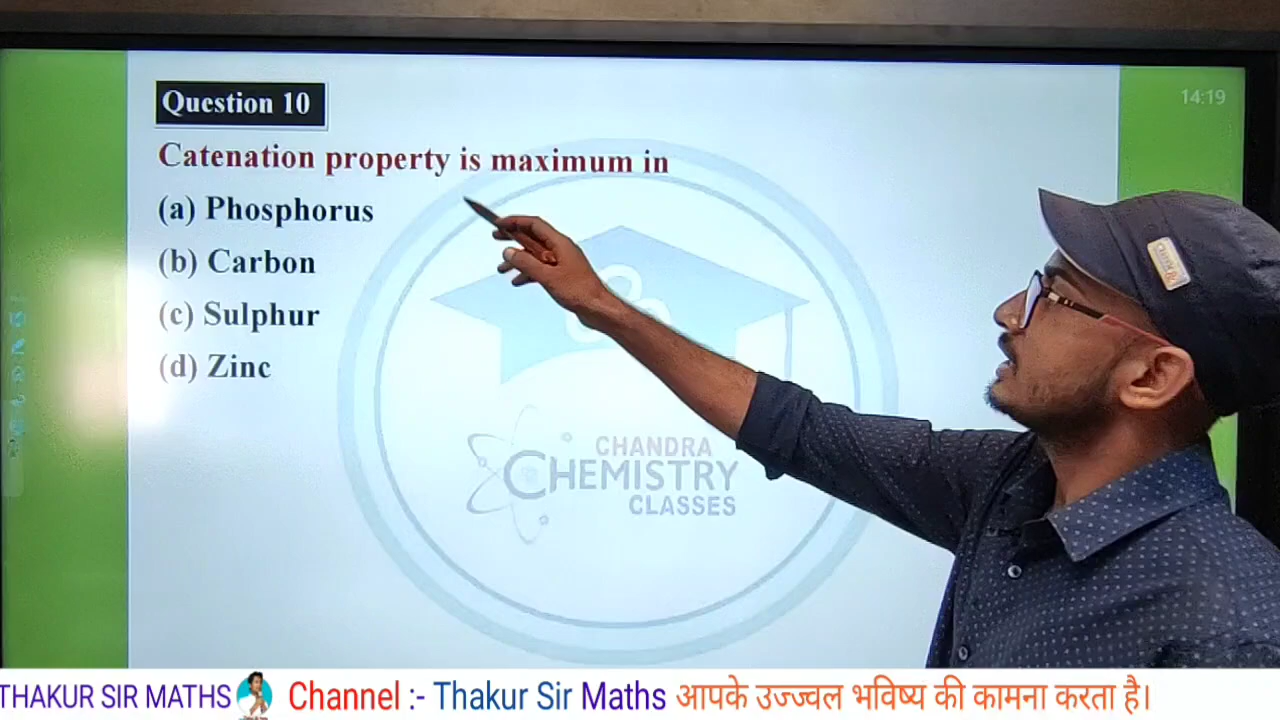 Question 10
14:19
Catenation property is maximum in
(a) Phosphorus
(b) Carbon
(c) Sulphur
(d) Zinc
CHANDRA
CHEMISTRY
CLASSES
THAKUR SIR MATHS Channel :- Thakur Sir Maths आपके उज्ज्वल भविष्य की कामना करता है।